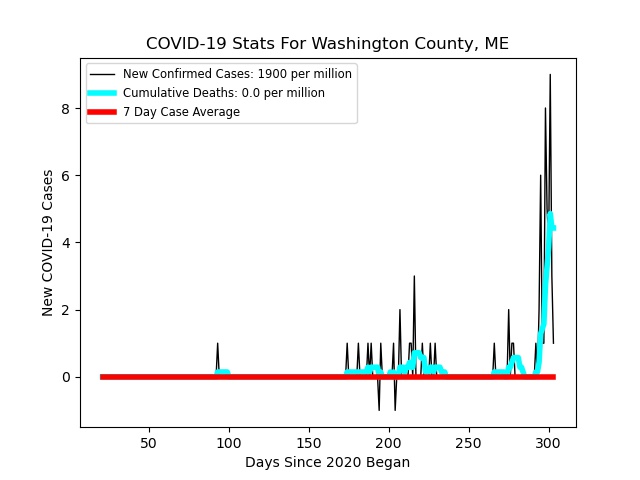 COVID-19 Stats For Washington County, ME
New Confirmed Cases: 1900 per million
Cumulative Deaths: 0.0 per million
7 Day Case Average
New COVID-19 Cases
8
6
4
2
0
50 100 150 200 250 300
Days Since 2020 Began